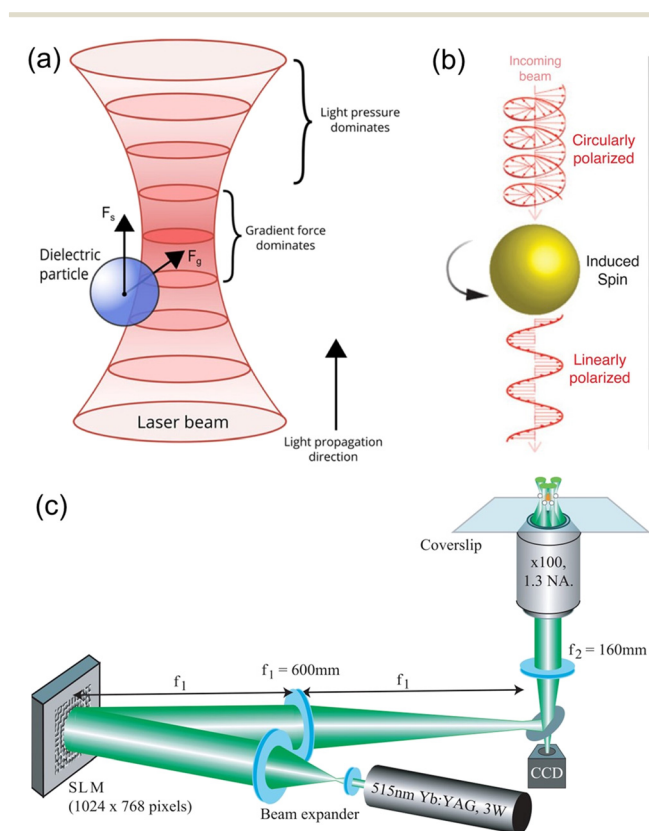 (a)
Light pressure
dominates
F_s
Dielectric
particle
F_g
Gradient force
dominates
Laser beam
Light propagation
direction
(b)
Incoming
beam
Circularly
polarized
Induced
Spin
Linearly
polarized
(c)
Coverslip
x100,
1.3 NA.
f₂ = 160mm
f₁
f₁ = 600mm
f₁
SLM
(1024 x 768 pixels)
Beam expander
515nm Yb:YAG, 3W
CCD